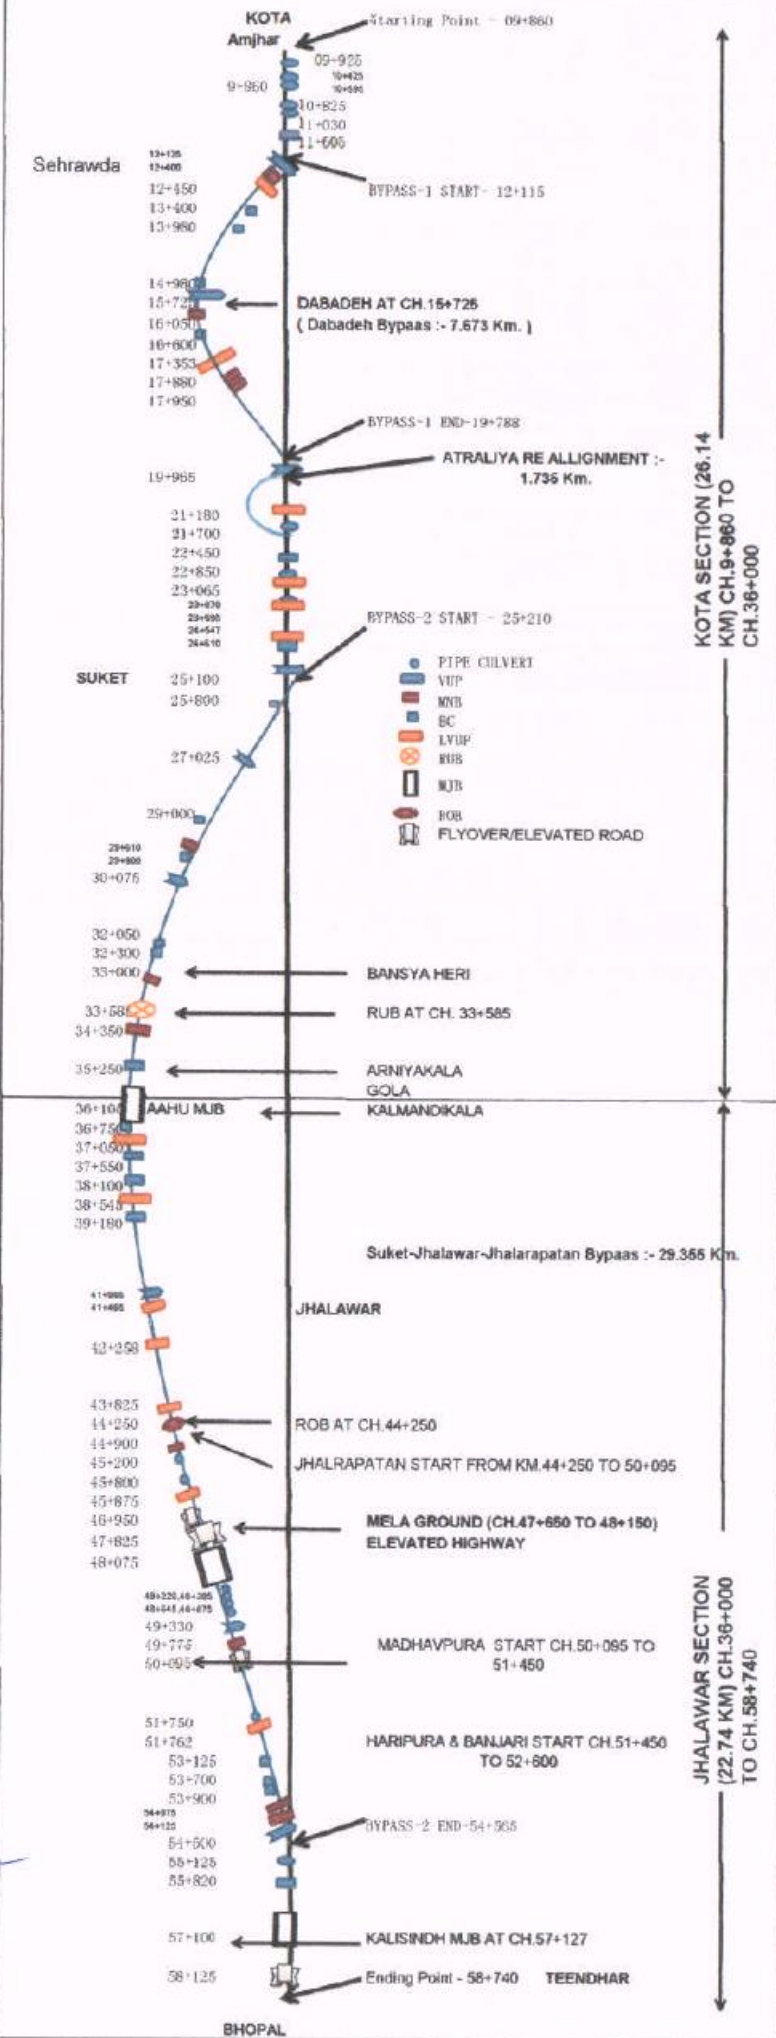 KOTA
Amjhar
Starting Point - 09+860
09+925
9+960
10+825
11+030
11+605
Sehrawda
12+450
13+400
13+980
BYPASS-1 START- 12+115
14+980
15+725
16+050
16+600
17+353
17+880
17+950
DABADEH AT CH.15+725
( Dabadeh Bypaas :- 7.673 Km. )
BYPASS-1 END-19+788
ATRALIYA RE ALLIGNMENT :-
1.735 Km.
19+965
21+180
21+700
22+450
22+850
23+065
KOTA SECTION (26.14
KM) CH.9+860 TO
CH.36+000
BYPASS-2 START - 25+210
SUKET
25+100
25+800
27+025
29+000
30+075
PIPE CULVERT
VUP
MNB
BC
LVUP
RUB
MJB
ROB
FLYOVER/ELEVATED ROAD
32+050
32+300
33+000
BANSYA HERI
33+585
RUB AT CH. 33+585
34+350
35+250
ARNIYAKALA
GOLA
36+105
AAHU MJB
KALMANDIKALA
36+750
37+050
37+550
38+100
38+545
39+180
Suket-Jhalawar-Jhalarapatan Bypaas :- 29.355 Km.
JHALAWAR
42+258
43+825
44+250
ROB AT CH.44+250
44+900
45+200
JHALRAPATAN START FROM KM.44+250 TO 50+095
45+800
45+875
46+950
47+825
48+075
MELA GROUND (CH.47+650 TO 48+150)
ELEVATED HIGHWAY
49+330
49+775
50+095
MADHAVPURA START CH.50+095 TO
51+450
JHALAWAR SECTION
(22.74 KM) CH.36+000
TO CH.58+740
51+750
51+762
HARIPURA & BANJARI START CH.51+450
TO 52+600
53+125
53+700
53+900
54+500
BYPASS-2 END-54+565
55+125
55+820
57+100
KALISINDH MJB AT CH.57+127
58+125
Ending Point - 58+740 TEENDHAR
BHOPAL